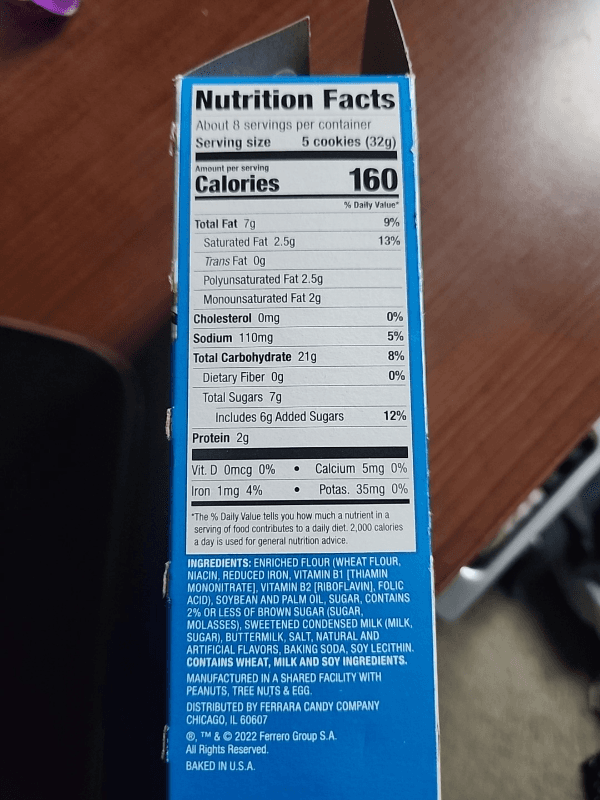 Nutrition Facts
About 8 servings per container
Serving size 5 cookies (32g)
Amount per serving
Calories 160
% Daily Value*
Total Fat 7g 9%
Saturated Fat 2.5g 13%
Trans Fat 0g
Polyunsaturated Fat 2.5g
Monounsaturated Fat 2g
Cholesterol 0mg 0%
Sodium 110mg 5%
Total Carbohydrate 21g 8%
Dietary Fiber 0g 0%
Total Sugars 7g
Includes 6g Added Sugars 12%
Protein 2g
Vit. D 0mcg 0% • Calcium 5mg 0%
Iron 1mg 4% • Potas. 35mg 0%
*The % Daily Value tells you how much a nutrient in a
serving of food contributes to a daily diet. 2,000 calories
a day is used for general nutrition advice.
INGREDIENTS: ENRICHED FLOUR (WHEAT FLOUR,
NIACIN, REDUCED IRON, VITAMIN B1 [THIAMIN
MONONITRATE], VITAMIN B2 [RIBOFLAVIN], FOLIC
ACID), SOYBEAN AND PALM OIL, SUGAR, CONTAINS
2% OR LESS OF BROWN SUGAR (SUGAR,
MOLASSES), SWEETENED CONDENSED MILK (MILK,
SUGAR), BUTTERMILK, SALT, NATURAL AND
ARTIFICIAL FLAVORS, BAKING SODA, SOY LECITHIN.
CONTAINS WHEAT, MILK AND SOY INGREDIENTS.
MANUFACTURED IN A SHARED FACILITY WITH
PEANUTS, TREE NUTS & EGG.
DISTRIBUTED BY FERRARA CANDY COMPANY
CHICAGO, IL 60607
®, ™ & © 2022 Ferrero Group S.A.
All Rights Reserved.
BAKED IN U.S.A.